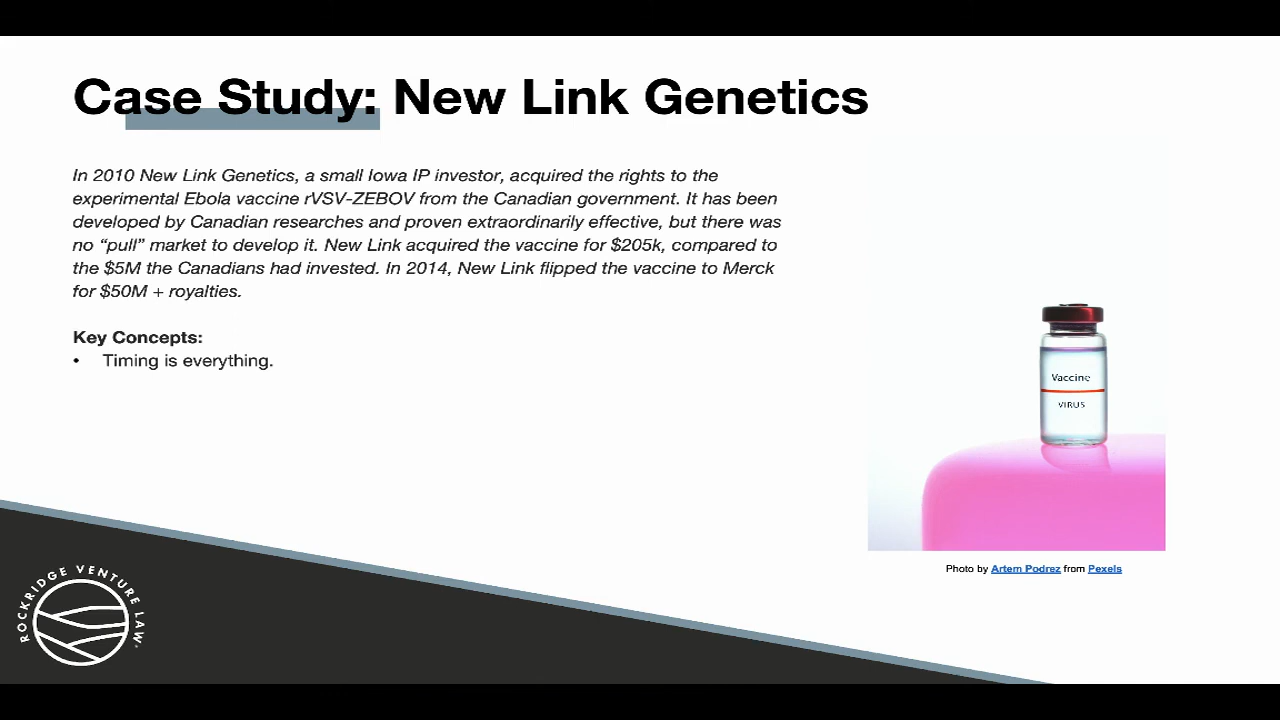 Case Study: New Link Genetics
In 2010 New Link Genetics, a small Iowa IP investor, acquired the rights to the
experimental Ebola vaccine rVSV-ZEBOV from the Canadian government. It has been
developed by Canadian researches and proven extraordinarily effective, but there was
no “pull” market to develop it. New Link acquired the vaccine for $205k, compared to
the $5M the Canadians had invested. In 2014, New Link flipped the vaccine to Merck
for $50M + royalties.
Key Concepts:
• Timing is everything.
Vaccine
VIRUS
Photo by Artem Podrez from Pexels
ROCKRIDGE VENTURE LAW